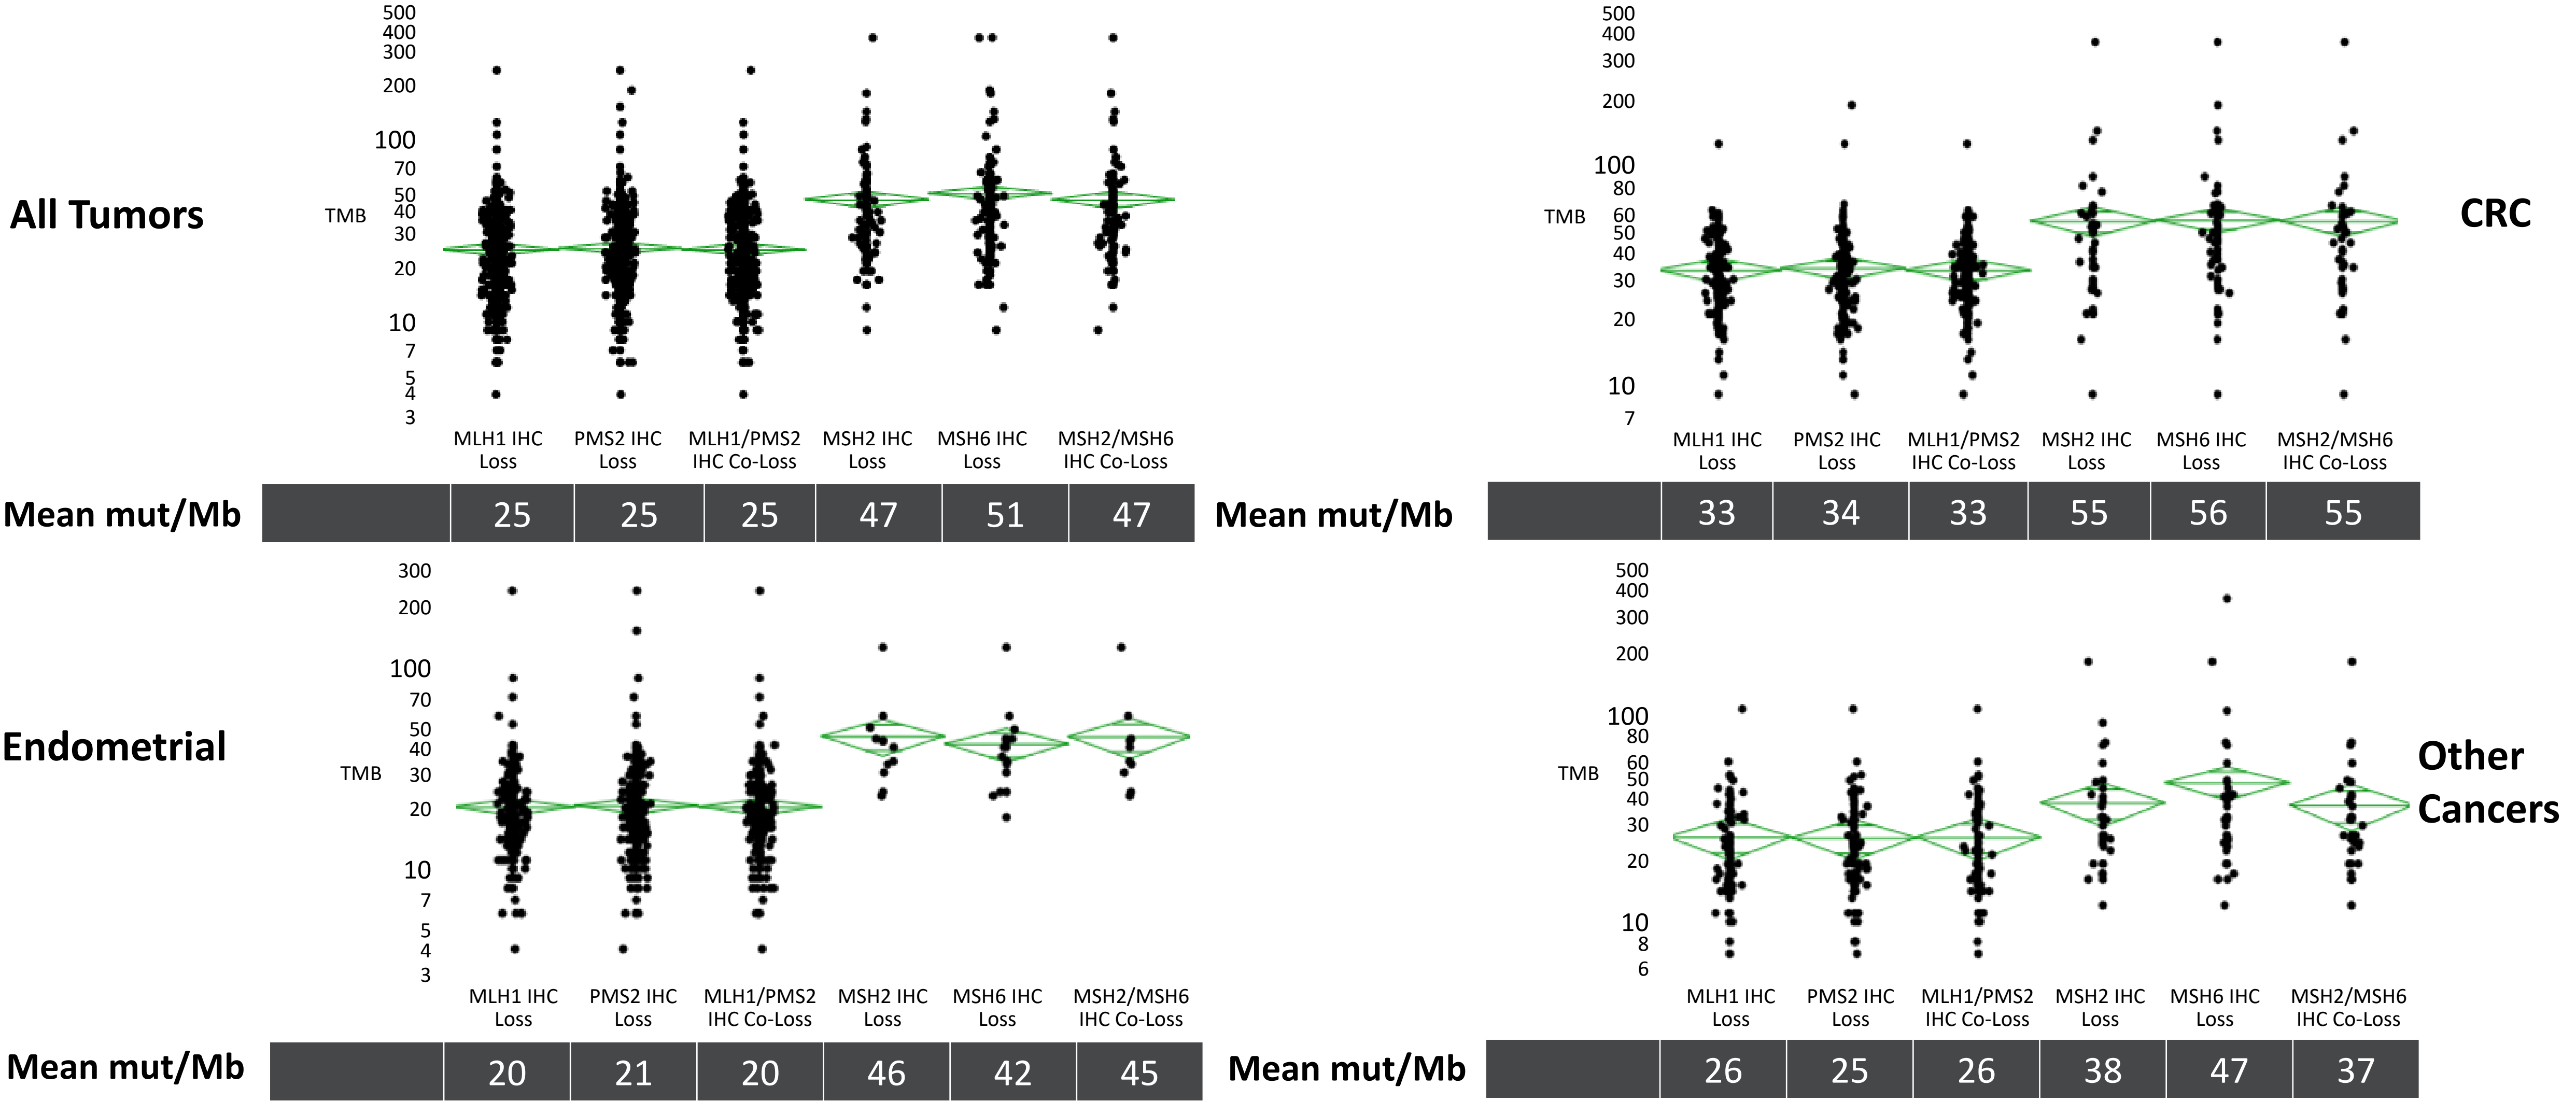 All Tumors
TMB
500
400
300
200
100
70
50
40
30
20
10
7
5
4
3
MLH1 IHC Loss
PMS2 IHC Loss
MLH1/PMS2 IHC Co-Loss
MSH2 IHC Loss
MSH6 IHC Loss
MSH2/MSH6 IHC Co-Loss
Mean mut/Mb 25 25 25 47 51 47
CRC
TMB
500
400
300
200
100
80
60
50
40
30
20
10
7
MLH1 IHC Loss
PMS2 IHC Loss
MLH1/PMS2 IHC Co-Loss
MSH2 IHC Loss
MSH6 IHC Loss
MSH2/MSH6 IHC Co-Loss
Mean mut/Mb 33 34 33 55 56 55
Endometrial
TMB
300
200
100
70
50
40
30
20
10
7
5
4
3
MLH1 IHC Loss
PMS2 IHC Loss
MLH1/PMS2 IHC Co-Loss
MSH2 IHC Loss
MSH6 IHC Loss
MSH2/MSH6 IHC Co-Loss
Mean mut/Mb 20 21 20 46 42 45
Other
Cancers
TMB
500
400
300
200
100
80
60
50
40
30
20
10
8
6
MLH1 IHC Loss
PMS2 IHC Loss
MLH1/PMS2 IHC Co-Loss
MSH2 IHC Loss
MSH6 IHC Loss
MSH2/MSH6 IHC Co-Loss
Mean mut/Mb 26 25 26 38 47 37